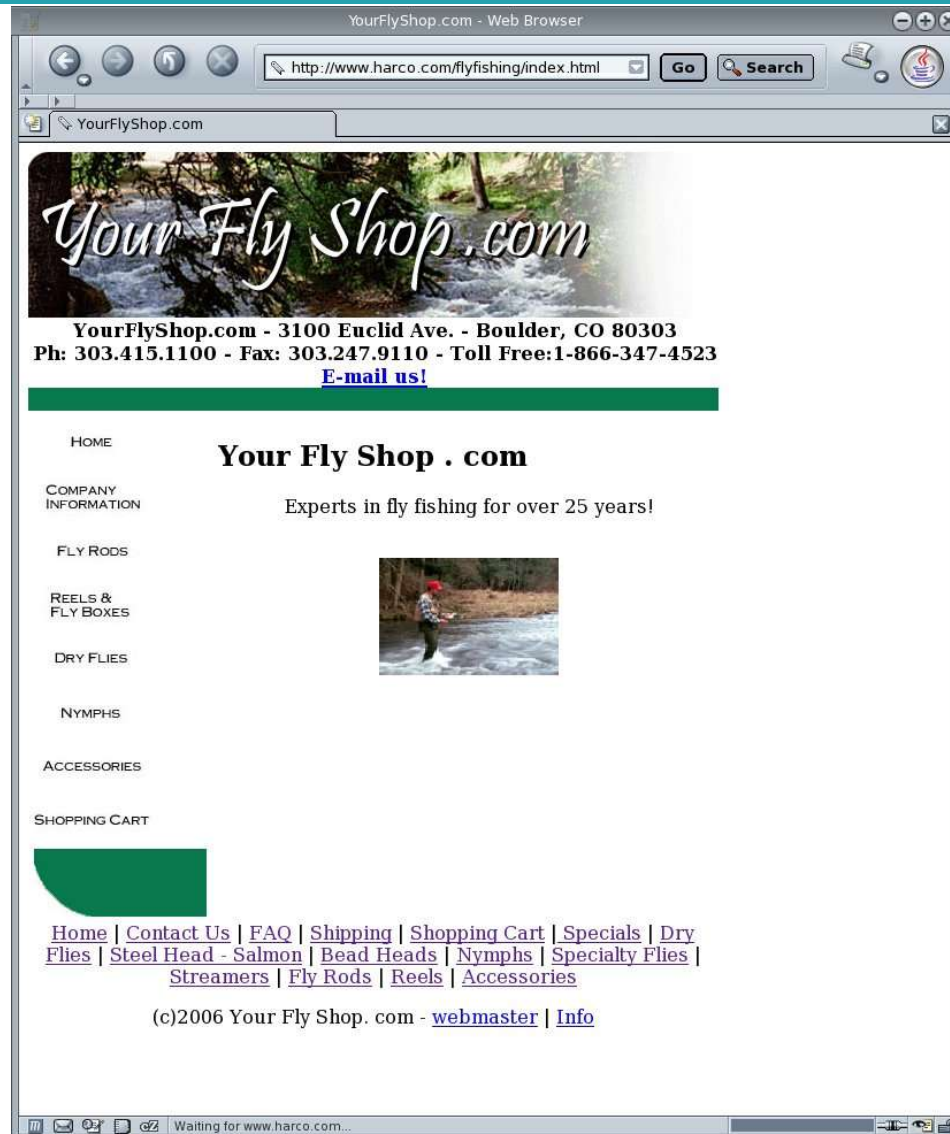 YourFlyShop.com - Web Browser
http://www.harco.com/flyfishing/index.html Go Search
YourFlyShop.com
Your Fly Shop.com
YourFlyShop.com - 3100 Euclid Ave. - Boulder, CO 80303
Ph: 303.415.1100 - Fax: 303.247.9110 - Toll Free:1-866-347-4523
E-mail us!
HOME
COMPANY
INFORMATION
FLY RODS
REELS &
FLY BOXES
DRY FLIES
NYMPHS
ACCESSORIES
SHOPPING CART
Your Fly Shop . com
Experts in fly fishing for over 25 years!
Home | Contact Us | FAQ | Shipping | Shopping Cart | Specials | Dry
Flies | Steel Head - Salmon | Bead Heads | Nymphs | Specialty Flies |
Streamers | Fly Rods | Reels | Accessories
(c)2006 Your Fly Shop. com - webmaster | Info
Waiting for www.harco.com...